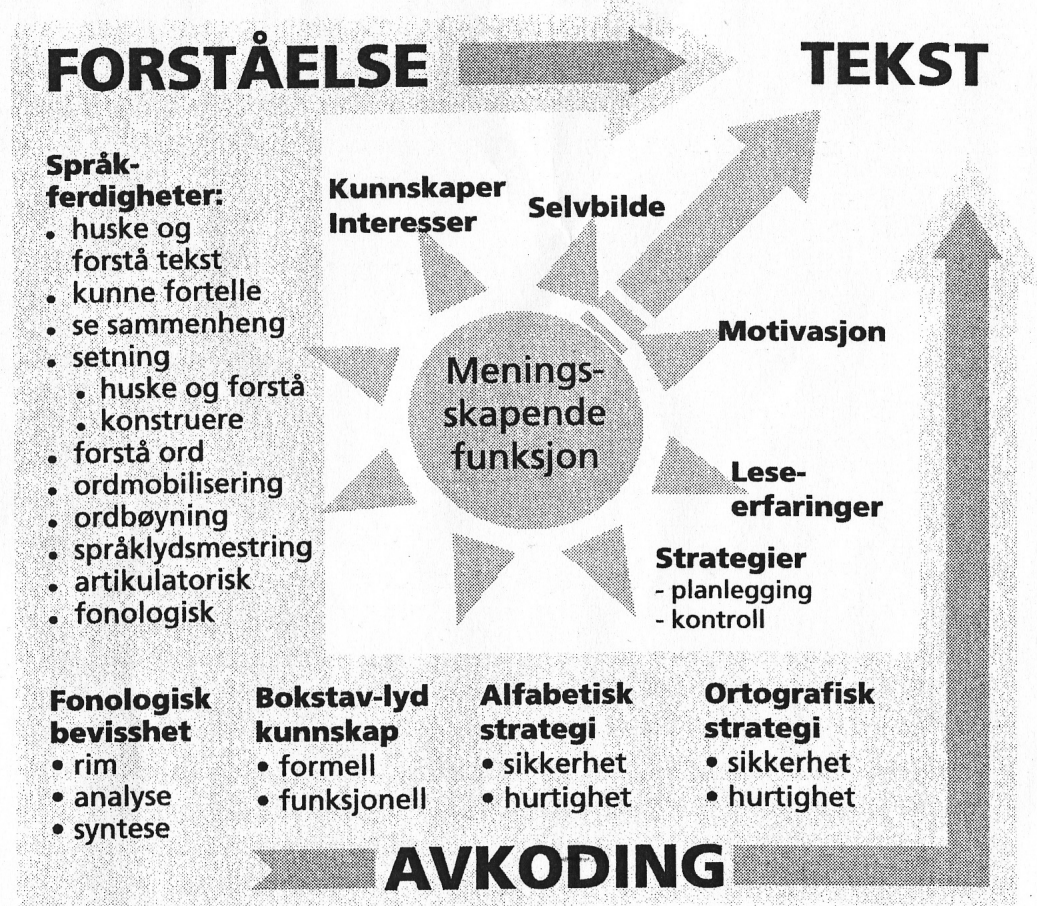 FORSTÅELSE
TEKST
Språk-
ferdigheter:
• huske og
forstå tekst
• kunne fortelle
• se sammenheng
• setning
• huske og forstå
• konstruere
• forstå ord
• ordmobilisering
• ordbøyning
• språklydsmestring
• artikulatorisk
• fonologisk
Kunnskaper
Interesser
Selvbilde
Motivasjon
Menings-
skapende
funksjon
Lese-
erfaringer
Strategier
- planlegging
- kontroll
Fonologisk
bevisshet
• rim
• analyse
• syntese
Bokstav-lyd
kunnskap
• formell
• funksjonell
Alfabetisk
strategi
• sikkerhet
• hurtighet
Ortografisk
strategi
• sikkerhet
• hurtighet
AVKODING